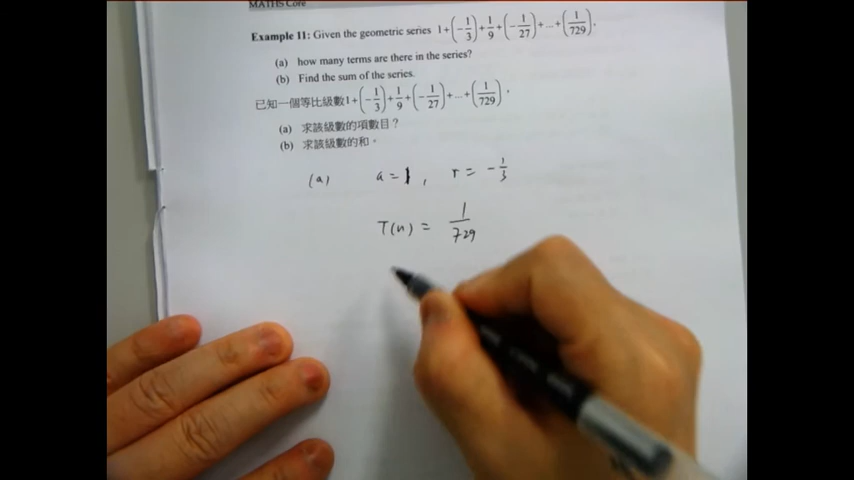 MATHS Core
Example 11: Given the geometric series 1+(-1/3)+1/9+(-1/27)+...+(1/729).
(a) how many terms are there in the series?
(b) Find the sum of the series.
已知一個等比級數1+(-1/3)+1/9+(-1/27)+...+(1/729)。
(a) 求該級數的項數目？
(b) 求該級數的和。
(a) a = 1, r = -1/3
T(n) = 1/729